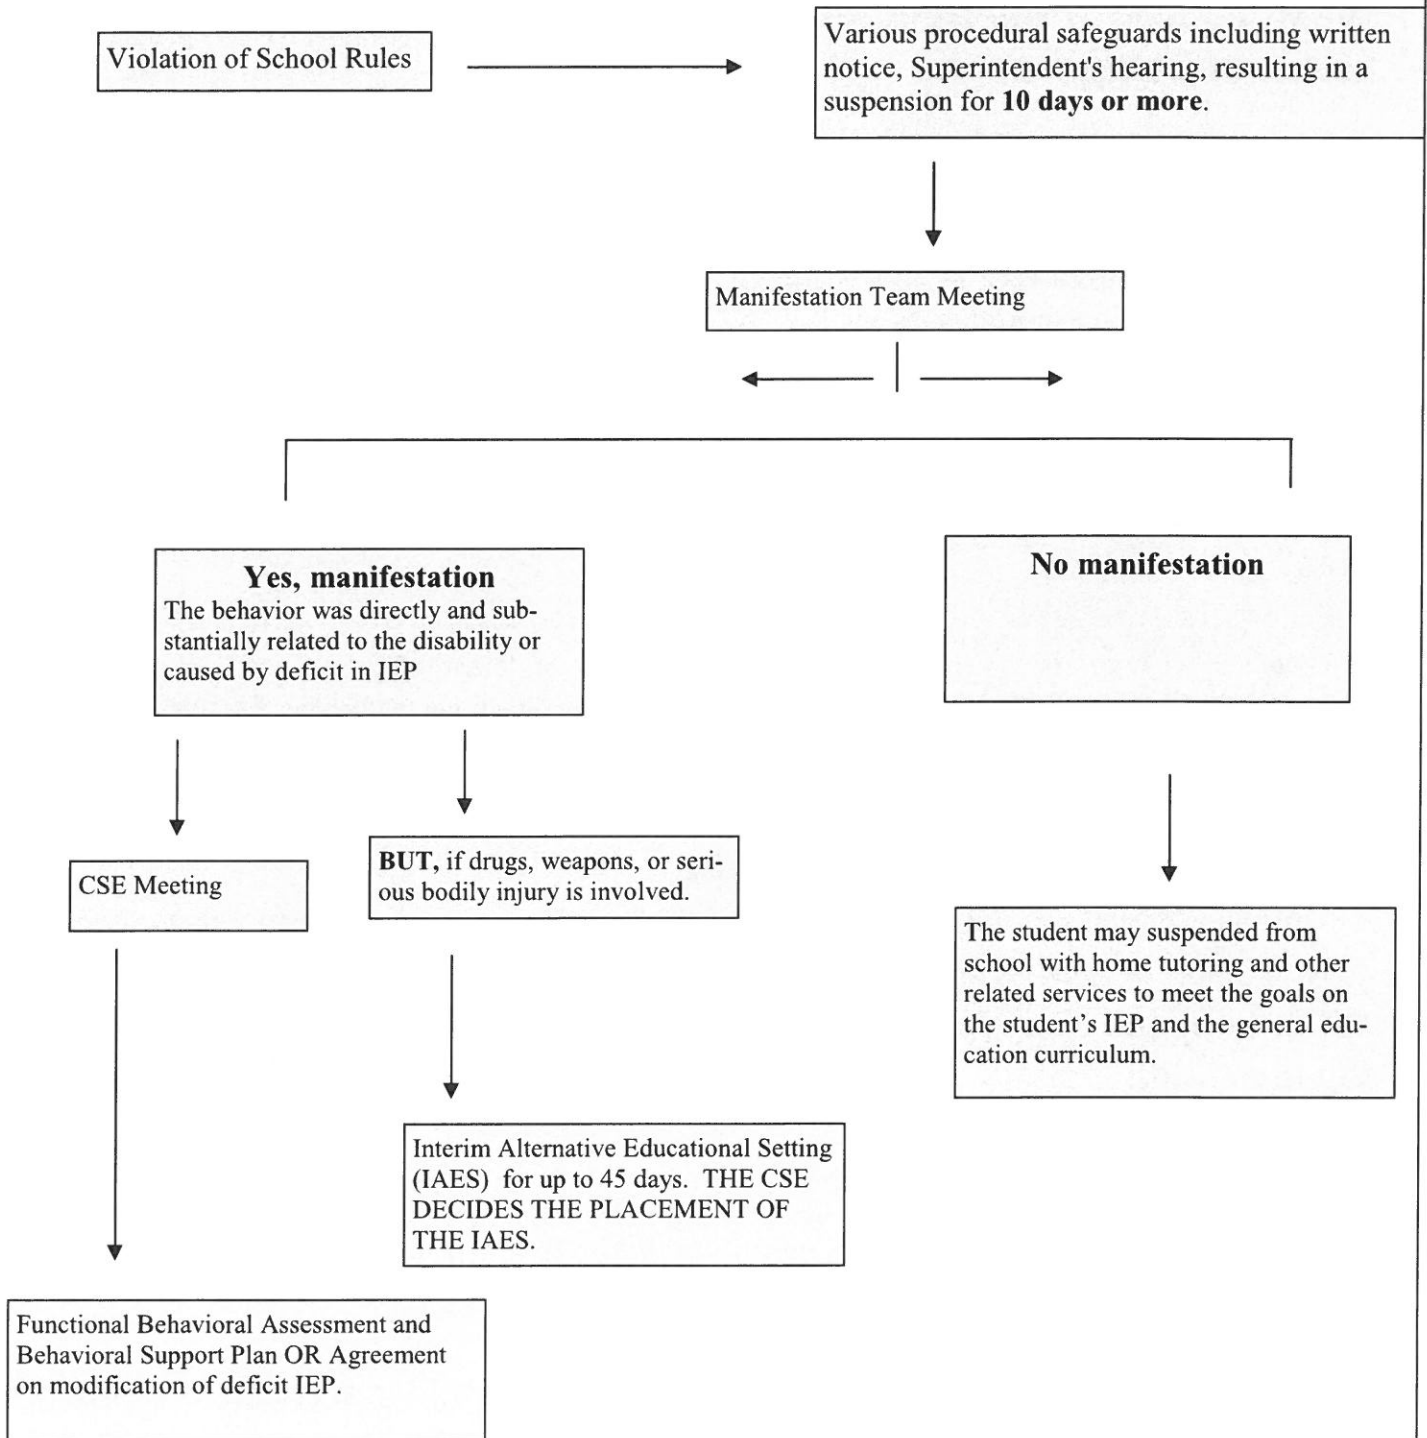 Violation of School Rules
Various procedural safeguards including written
notice, Superintendent's hearing, resulting in a
suspension for 10 days or more.
Manifestation Team Meeting
Yes, manifestation
The behavior was directly and sub-
stantially related to the disability or
caused by deficit in IEP
No manifestation
CSE Meeting
BUT, if drugs, weapons, or seri-
ous bodily injury is involved.
The student may suspended from
school with home tutoring and other
related services to meet the goals on
the student's IEP and the general edu-
cation curriculum.
Interim Alternative Educational Setting
(IAES)  for up to 45 days.  THE CSE
DECIDES THE PLACEMENT OF
THE IAES.
Functional Behavioral Assessment and
Behavioral Support Plan OR Agreement
on modification of deficit IEP.